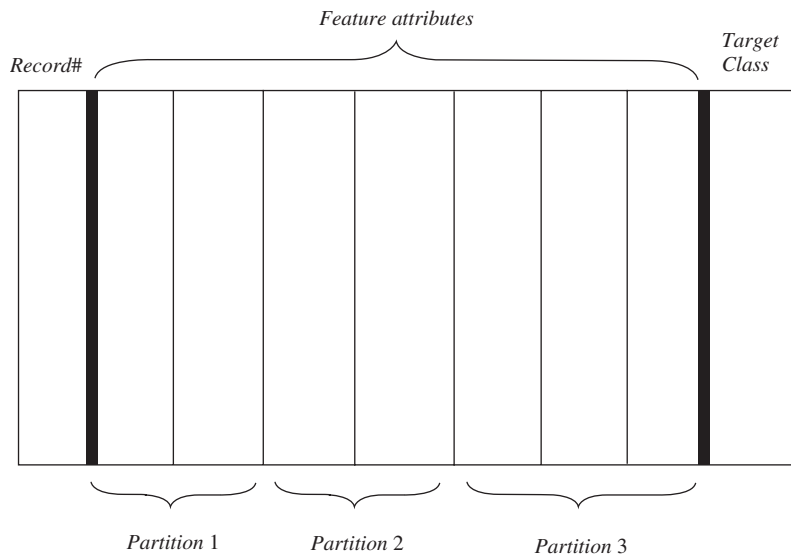 Feature attributes
Record#
Target
Class
Partition 1
Partition 2
Partition 3